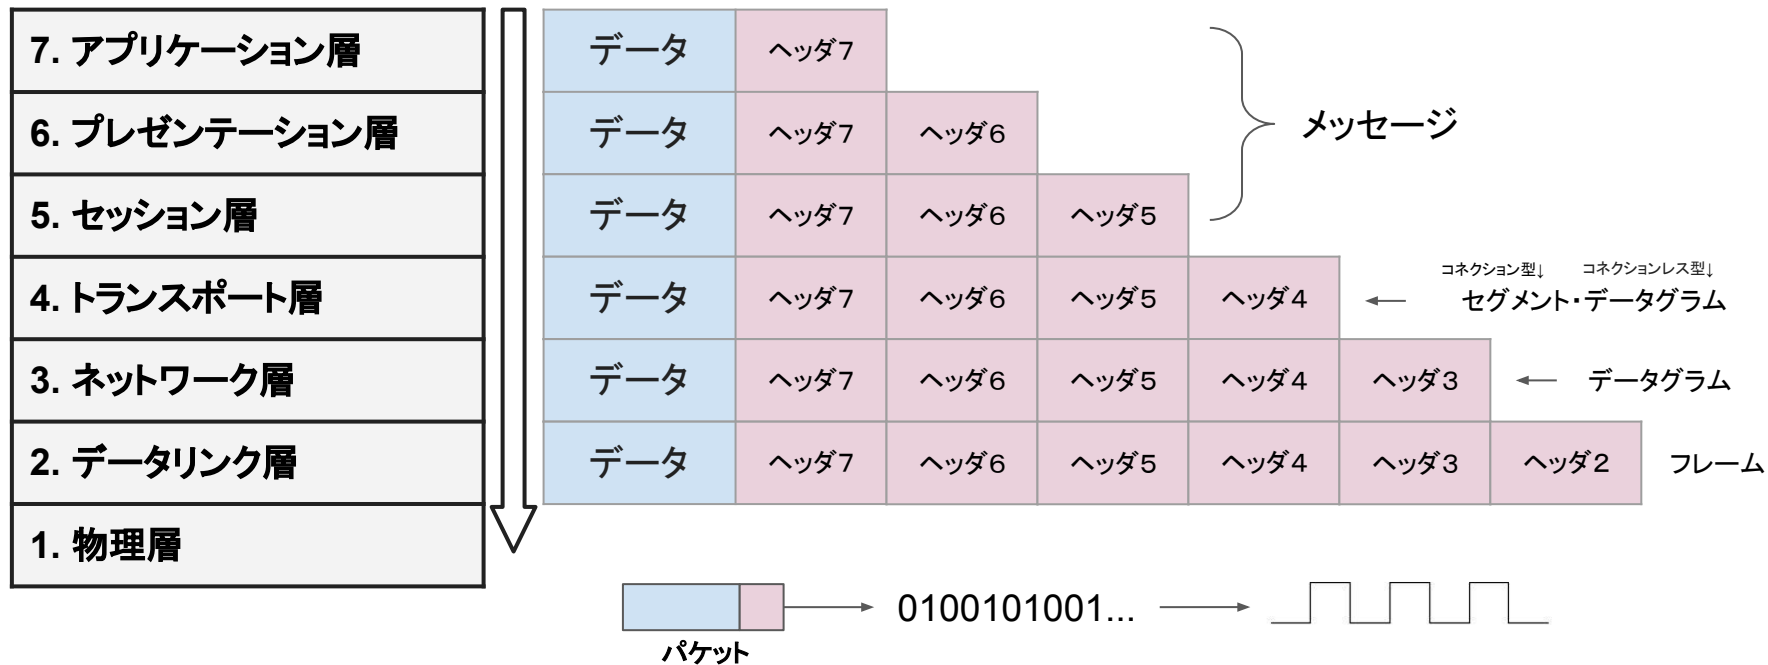 7. アプリケーション層
データ ヘッダ7
6. プレゼンテーション層
データ ヘッダ7 ヘッダ6
メッセージ
5. セッション層
データ ヘッダ7 ヘッダ6 ヘッダ5
コネクション型↓ コネクションレス型↓
4. トランスポート層
データ ヘッダ7 ヘッダ6 ヘッダ5 ヘッダ4
セグメント・データグラム
3. ネットワーク層
データ ヘッダ7 ヘッダ6 ヘッダ5 ヘッダ4 ヘッダ3
データグラム
2. データリンク層
データ ヘッダ7 ヘッダ6 ヘッダ5 ヘッダ4 ヘッダ3 ヘッダ2
フレーム
1. 物理層
0100101001...
パケット